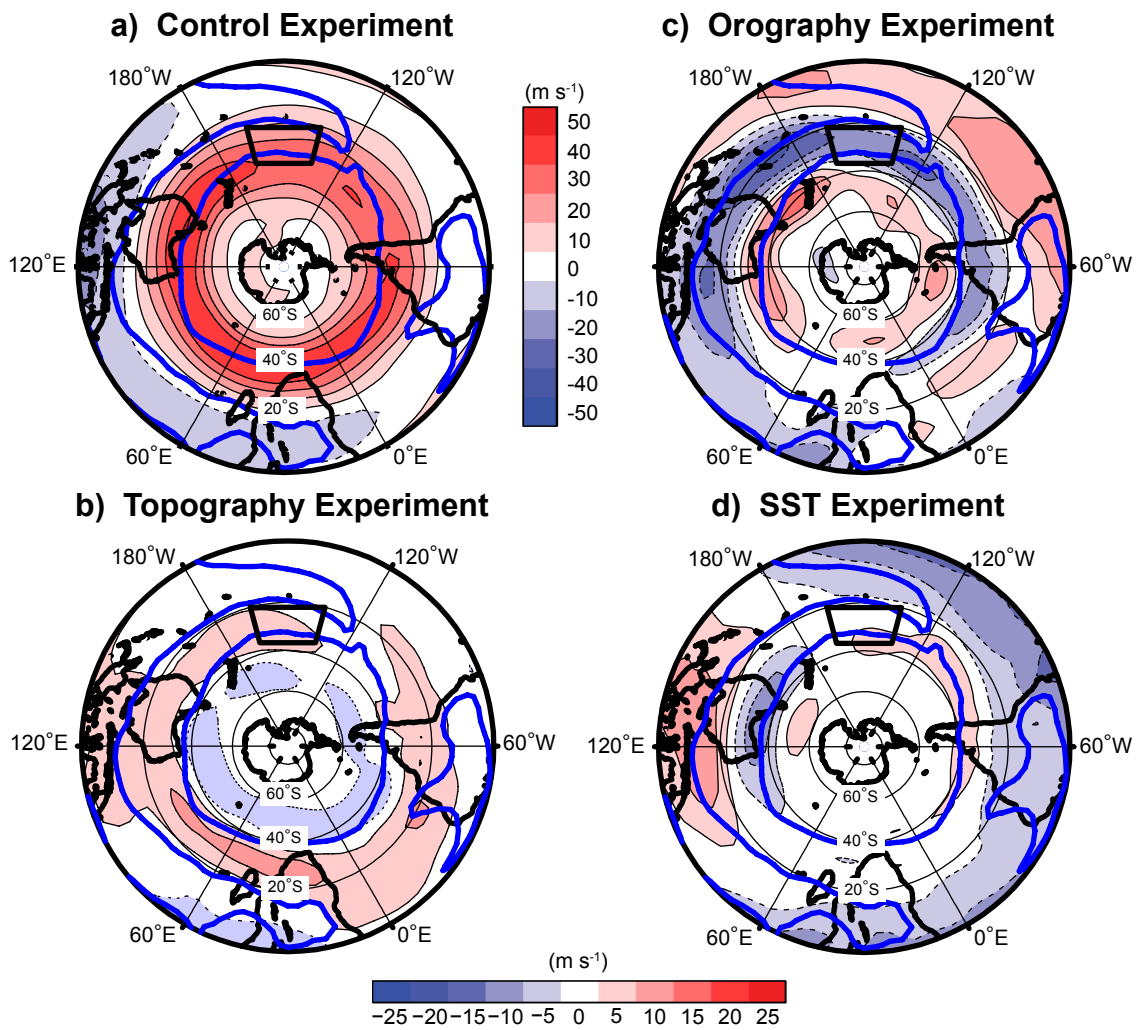 a) Control Experiment
180°W
120°W
120°E
60°S
40°S
20°S
60°E
0°E
(m s⁻¹)
50
40
30
20
10
0
-10
-20
-30
-40
-50
c) Orography Experiment
180°W
120°W
60°W
60°S
40°S
20°S
60°E
0°E
b) Topography Experiment
180°W
120°W
120°E
60°W
60°S
40°S
20°S
60°E
0°E
d) SST Experiment
180°W
120°W
120°E
60°W
60°S
40°S
20°S
60°E
0°E
(m s⁻¹)
−25 −20 −15 −10 −5 0 5 10 15 20 25